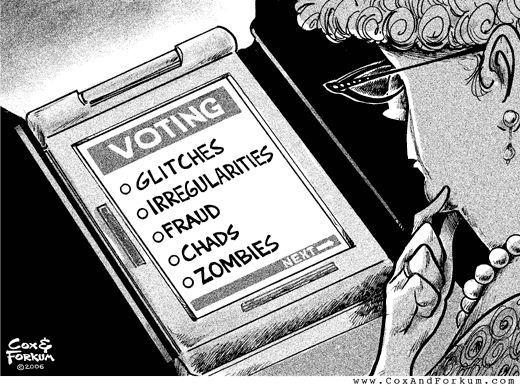 VOTING
GLITCHES
IRREGULARITIES
FRAUD
CHADS
ZOMBIES
NEXT
COX &
FORKUM
©2006
www.CoxAndForkum.com